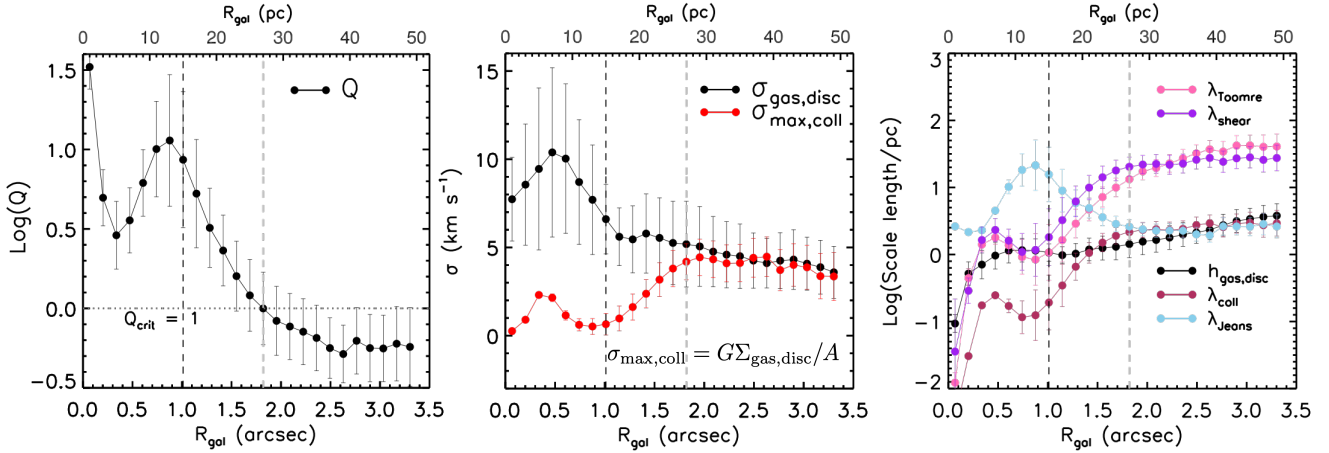 R_gal (pc)
0 10 20 30 40 50
1.5
1.0
0.5
0.0
−0.5
Log(Q)
Q
Q_crit = 1
0.0 0.5 1.0 1.5 2.0 2.5 3.0 3.5
R_gal (arcsec)
R_gal (pc)
0 10 20 30 40 50
15
10
5
0
σ (km s⁻¹)
σ_gas,disc
σ_max,coll
σ_max,coll = GΣ_gas,disc/A
0.0 0.5 1.0 1.5 2.0 2.5 3.0 3.5
R_gal (arcsec)
R_gal (pc)
0 10 20 30 40 50
3
2
1
0
−1
−2
Log(Scale length/pc)
λ_Toomre
λ_shear
h_gas,disc
λ_coll
λ_Jeans
0.0 0.5 1.0 1.5 2.0 2.5 3.0 3.5
R_gal (arcsec)